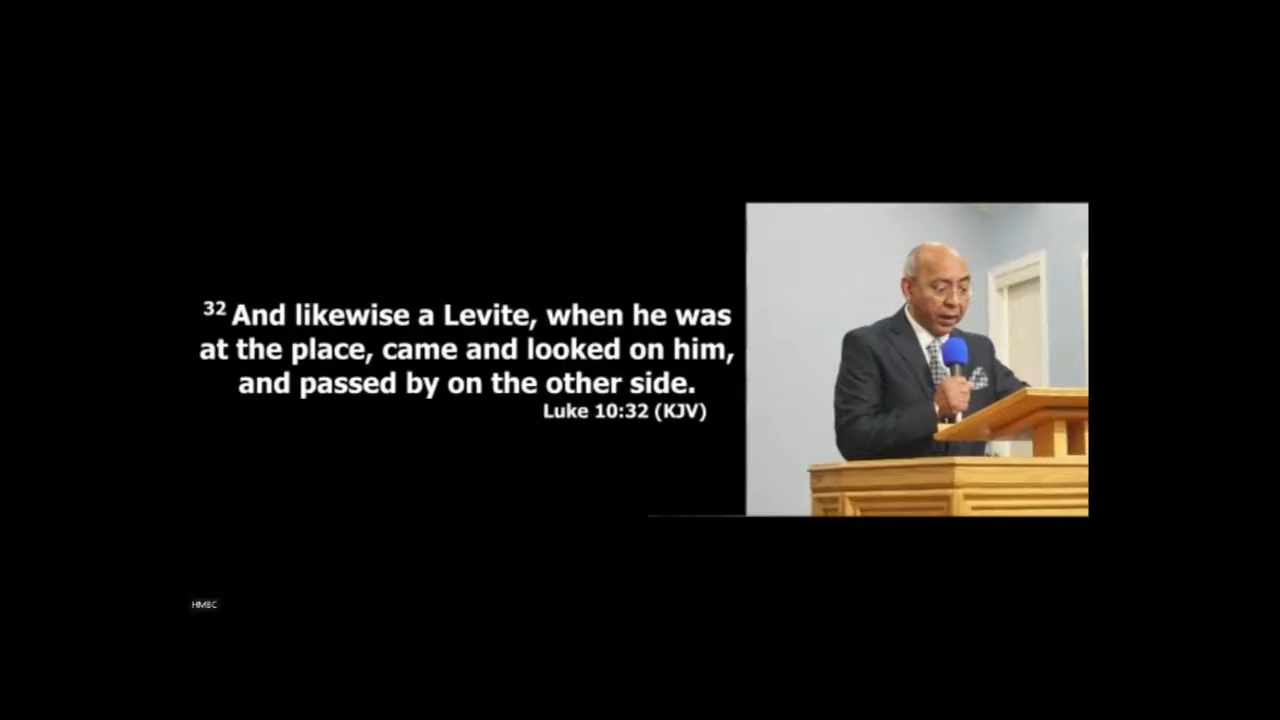 32 And likewise a Levite, when he was
at the place, came and looked on him,
and passed by on the other side.
Luke 10:32 (KJV)
HMBC